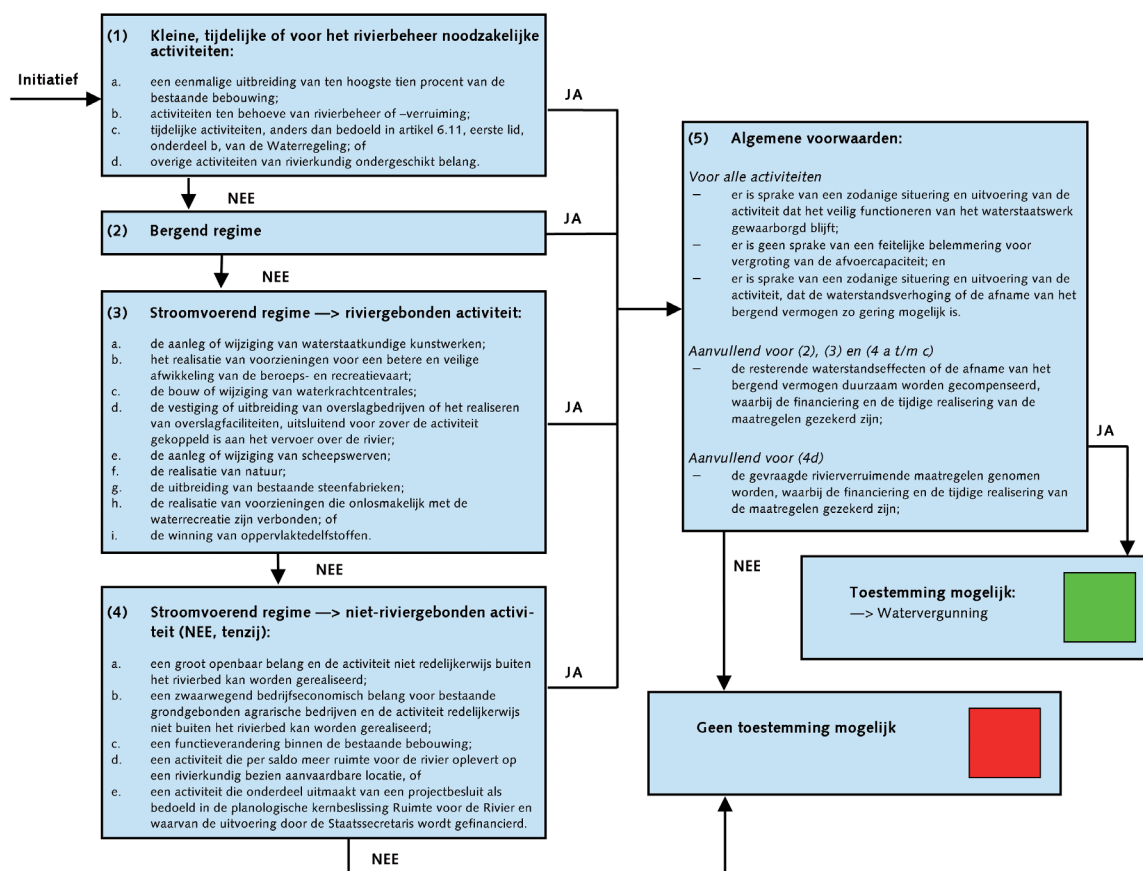 Initiatief
(1) Kleine, tijdelijke of voor het rivierbeheer noodzakelijke
activiteiten:
a. een eenmalige uitbreiding van ten hoogste tien procent van de
bestaande bebouwing;
b. activiteiten ten behoeve van rivierbeheer of –verruiming;
c. tijdelijke activiteiten, anders dan bedoeld in artikel 6.11, eerste lid,
onderdeel b, van de Waterregeling; of
d. overige activiteiten van rivierkundig ondergeschikt belang.
JA
NEE
(2) Bergend regime
JA
NEE
(3) Stroomvoerend regime —> riviergebonden activiteit:
a. de aanleg of wijziging van waterstaatkundige kunstwerken;
b. het realisatie van voorzieningen voor een betere en veilige
afwikkeling van de beroeps- en recreatievaart;
c. de bouw of wijziging van waterkrachtcentrales;
d. de vestiging of uitbreiding van overslagbedrijven of het realiseren
van overslagfaciliteiten, uitsluitend voor zover de activiteit
gekoppeld is aan het vervoer over de rivier;
e. de aanleg of wijziging van scheepswerven;
f. de realisatie van natuur;
g. de uitbreiding van bestaande steenfabrieken;
h. de realisatie van voorzieningen die onlosmakelijk met de
waterrecreatie zijn verbonden; of
i. de winning van oppervlaktedelfstoffen.
JA
NEE
(4) Stroomvoerend regime —> niet-riviergebonden activi-
teit (NEE, tenzij):
a. een groot openbaar belang en de activiteit niet redelijkerwijs buiten
het rivierbed kan worden gerealiseerd;
b. een zwaarwegend bedrijfseconomisch belang voor bestaande
grondgebonden agrarische bedrijven en de activiteit redelijkerwijs
niet buiten het rivierbed kan worden gerealiseerd;
c. een functieverandering binnen de bestaande bebouwing;
d. een activiteit die per saldo meer ruimte voor de rivier oplevert op
een rivierkundig bezien aanvaardbare locatie, of
e. een activiteit die onderdeel uitmaakt van een projectbesluit als
bedoeld in de planologische kernbeslissing Ruimte voor de Rivier en
waarvan de uitvoering door de Staatssecretaris wordt gefinancierd.
JA
NEE
(5) Algemene voorwaarden:
Voor alle activiteiten
– er is sprake van een zodanige situering en uitvoering van de
activiteit dat het veilig functioneren van het waterstaatswerk
gewaarborgd blijft;
– er is geen sprake van een feitelijke belemmering voor
vergroting van de afvoercapaciteit; en
– er is sprake van een zodanige situering en uitvoering van de
activiteit, dat de waterstandsverhoging of de afname van het
bergend vermogen zo gering mogelijk is.
Aanvullend voor (2), (3) en (4 a t/m c)
– de resterende waterstandseffecten of de afname van het
bergend vermogen duurzaam worden gecompenseerd,
waarbij de financiering en de tijdige realisering van de
maatregelen gezekerd zijn;
Aanvullend voor (4d)
– de gevraagde rivierverruimende maatregelen genomen
worden, waarbij de financiering en de tijdige realisering van
de maatregelen gezekerd zijn;
JA
NEE
Toestemming mogelijk:
—> Watervergunning
Geen toestemming mogelijk